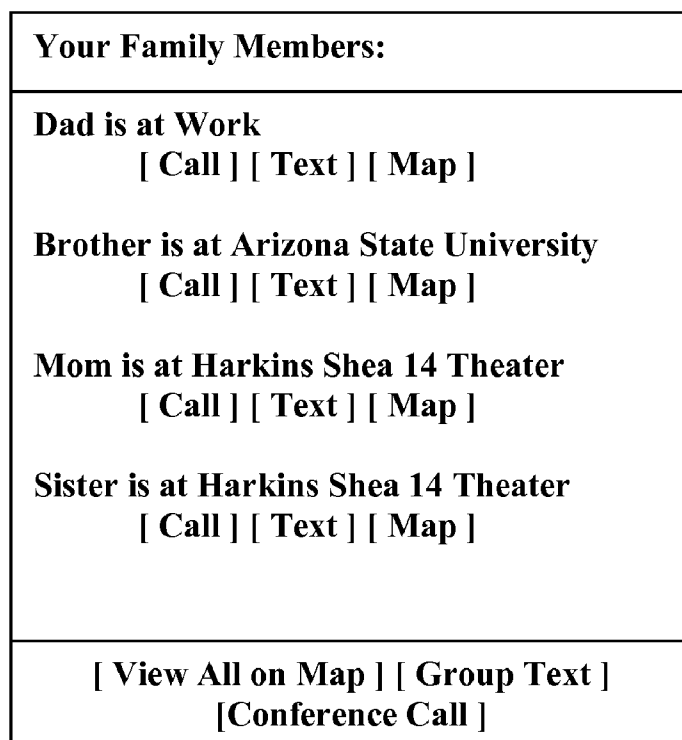 Your Family Members:
Dad is at Work
[ Call ] [ Text ] [ Map ]
Brother is at Arizona State University
[ Call ] [ Text ] [ Map ]
Mom is at Harkins Shea 14 Theater
[ Call ] [ Text ] [ Map ]
Sister is at Harkins Shea 14 Theater
[ Call ] [ Text ] [ Map ]
[ View All on Map ] [ Group Text ]
[Conference Call ]